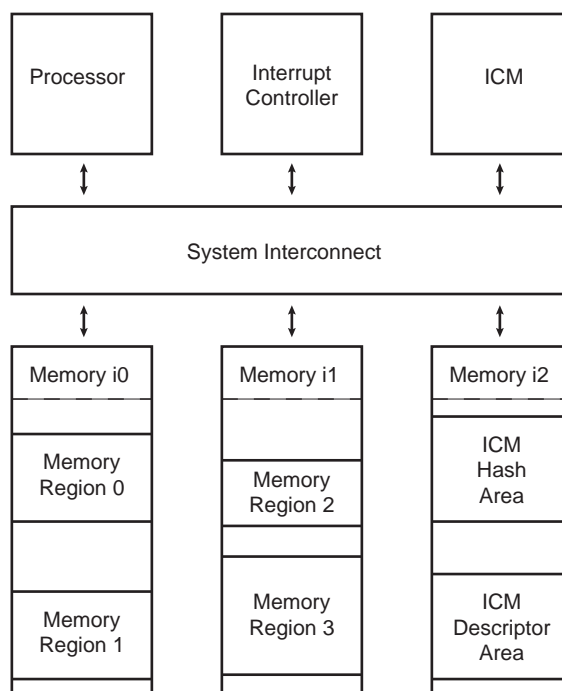 Processor
Interrupt
Controller
ICM
System Interconnect
Memory i0
Memory i1
Memory i2
Memory
Region 0
Memory
Region 2
ICM
Hash
Area
Memory
Region 1
Memory
Region 3
ICM
Descriptor
Area